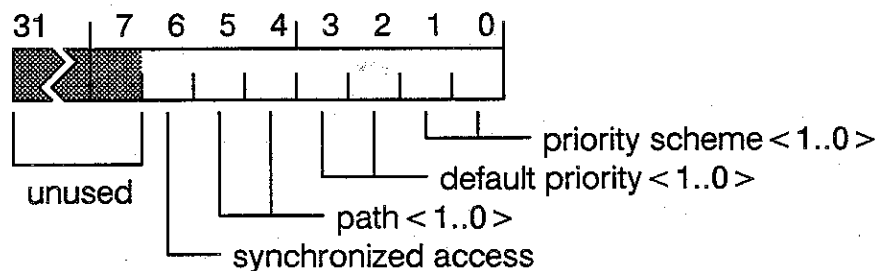 31 7 6 5 4 3 2 1 0
priority scheme <1..0>
default priority <1..0>
unused
path <1..0>
synchronized access